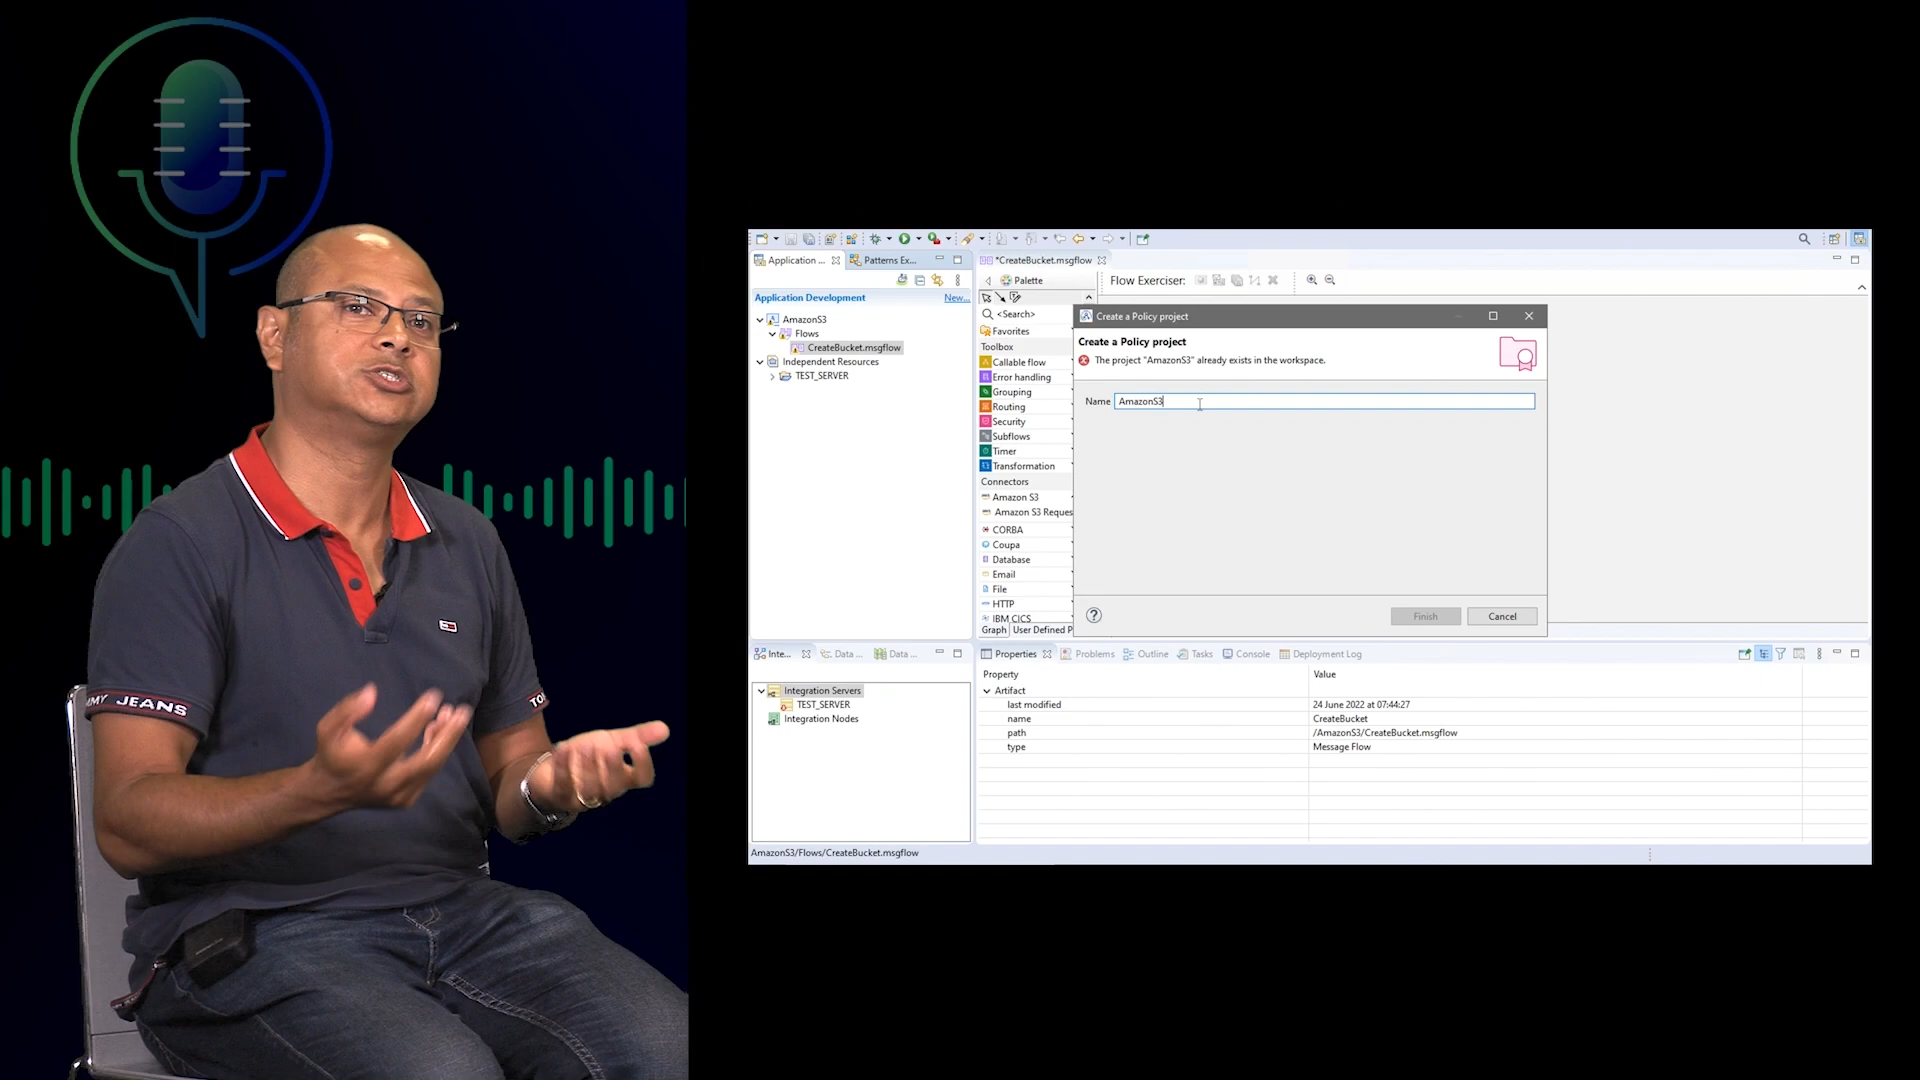 MMY JEANS
TO
Application ...
Patterns Ex...
Application Development
New...
AmazonS3
Flows
CreateBucket.msgflow
Independent Resources
TEST_SERVER
*CreateBucket.msgflow
Palette
Flow Exerciser:
<Search>
Favorites
Toolbox
Callable flow
Error handling
Grouping
Routing
Security
Subflows
Timer
Transformation
Connectors
Amazon S3
Amazon S3 Reques
CORBA
Coupa
Database
Email
File
HTTP
IBM CICS
Graph
User Defined P
Create a Policy project
Create a Policy project
The project "AmazonS3" already exists in the workspace.
Name
AmazonS3
?
Finish
Cancel
Inte...
Data ...
Data ...
Integration Servers
TEST_SERVER
Integration Nodes
Properties
Problems
Outline
Tasks
Console
Deployment Log
Property
Value
Artifact
last modified
24 June 2022 at 07:44:27
name
CreateBucket
path
/AmazonS3/CreateBucket.msgflow
type
Message Flow
AmazonS3/Flows/CreateBucket.msgflow